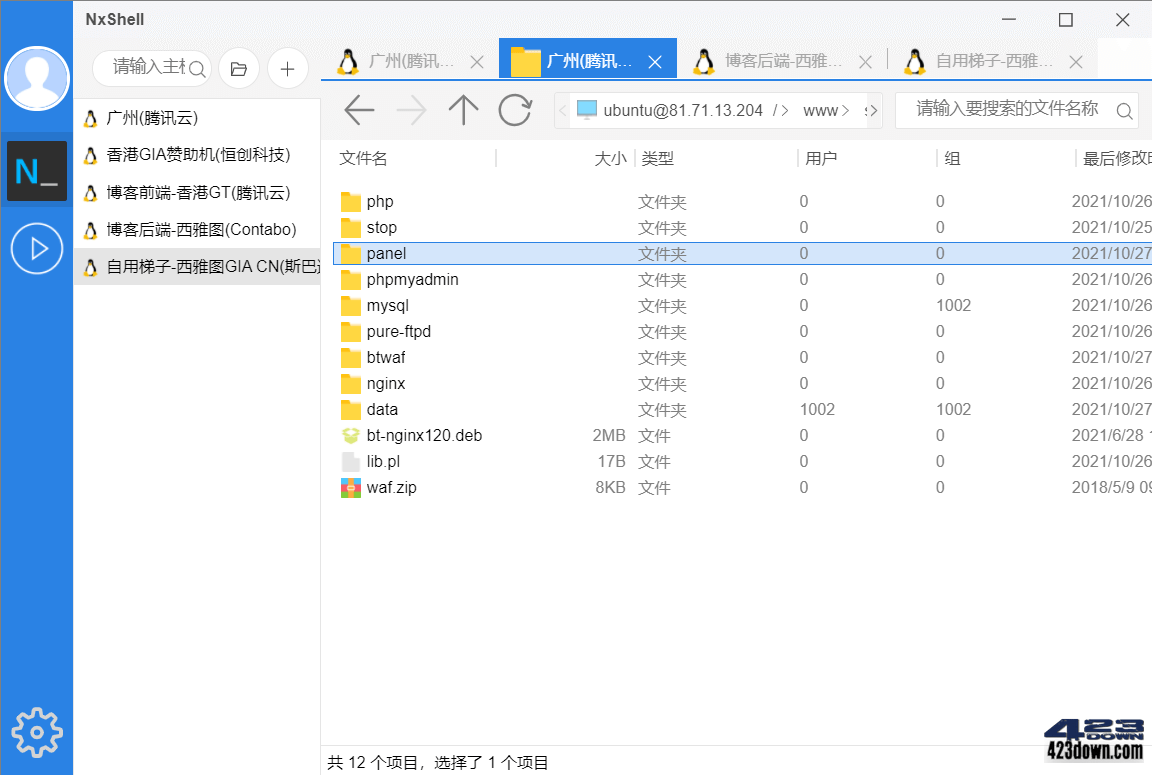 NxShell
请输入主
广州(腾讯... 广州(腾讯... 博客后端-西雅... 自用梯子-西雅...
广州(腾讯云)
香港GIA赞助机(恒创科技)
博客前端-香港GT(腾讯云)
博客后端-西雅图(Contabo)
自用梯子-西雅图GIA CN(斯巴
N_
ubuntu@81.71.13.204 / > www > s >
请输入要搜索的文件名称
文件名 大小 类型 用户 组 最后修改
php 文件夹 0 0 2021/10/26
stop 文件夹 0 0 2021/10/25
panel 文件夹 0 0 2021/10/27
phpmyadmin 文件夹 0 0 2021/10/26
mysql 文件夹 0 1002 2021/10/26
pure-ftpd 文件夹 0 0 2021/10/26
btwaf 文件夹 0 0 2021/10/27
nginx 文件夹 0 0 2021/10/26
data 文件夹 1002 1002 2021/10/27
bt-nginx120.deb 2MB 文件 0 0 2021/6/28 1
lib.pl 17B 文件 0 0 2021/10/26
waf.zip 8KB 文件 0 0 2018/5/9 09
共 12 个项目，选择了 1 个项目
423
DOWN
423down.com